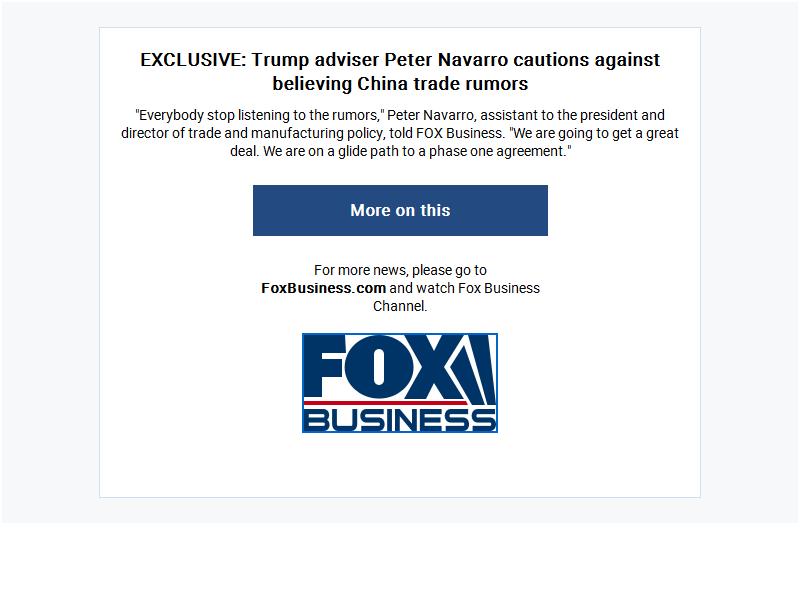 EXCLUSIVE: Trump adviser Peter Navarro cautions against
believing China trade rumors
"Everybody stop listening to the rumors," Peter Navarro, assistant to the president and
director of trade and manufacturing policy, told FOX Business. "We are going to get a great
deal. We are on a glide path to a phase one agreement."
More on this
For more news, please go to
FoxBusiness.com and watch Fox Business
Channel.
FOX
BUSINESS